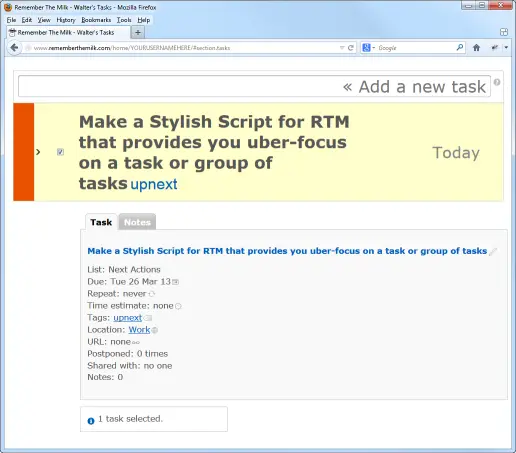 Remember The Milk - Walter's Tasks - Mozilla Firefox
File Edit View History Bookmarks Tools Help
Remember The Milk - Walter's Tasks +
www.rememberthemilk.com/home/YOURUSERNAMEHERE/#section.tasks Google
« Add a new task
Make a Stylish Script for RTM
that provides you uber-focus
on a task or group of
tasks upnext
Today
Task Notes
Make a Stylish Script for RTM that provides you uber-focus on a task or group of tasks
List: Next Actions
Due: Tue 26 Mar 13
Repeat: never
Time estimate: none
Tags: upnext
Location: Work
URL: none
Postponed: 0 times
Shared with: no one
Notes: 0
1 task selected.